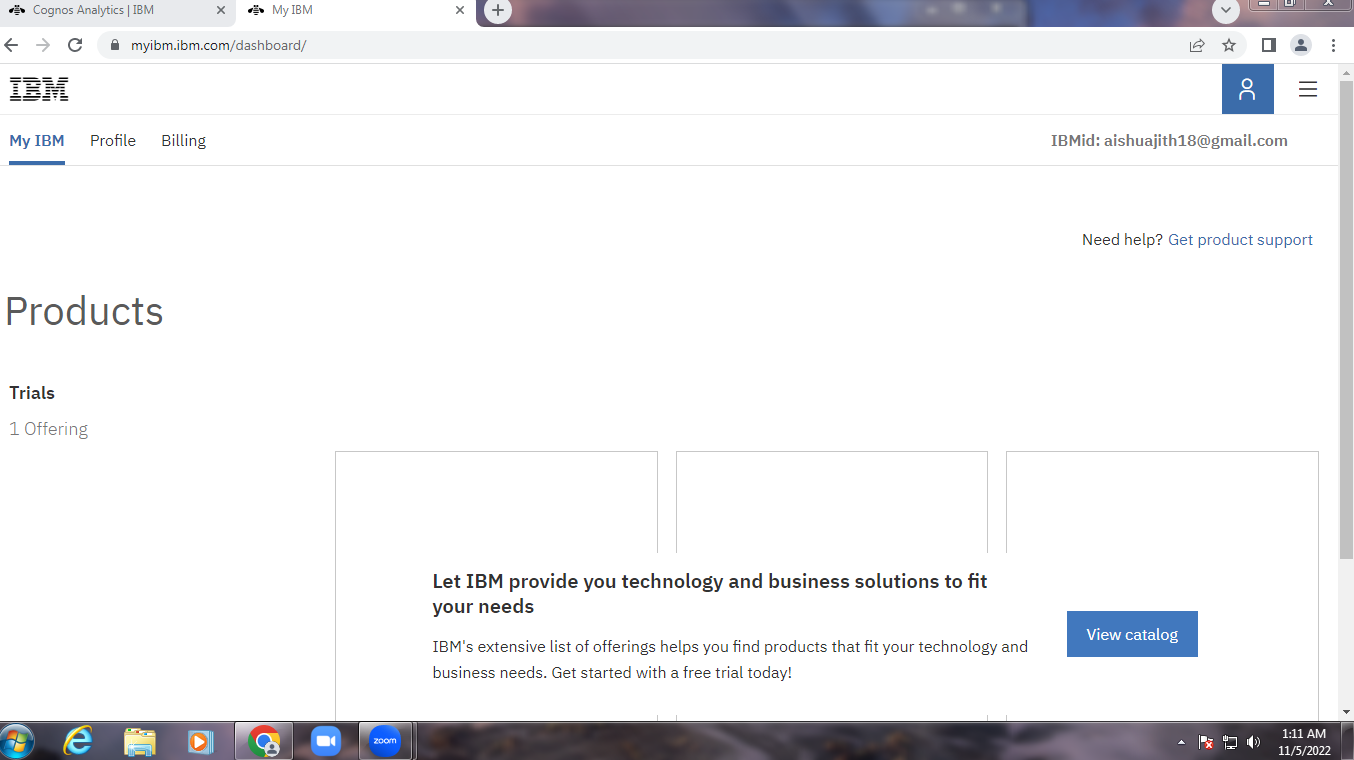 Cognos Analytics | IBM
My IBM
myibm.ibm.com/dashboard/
IBM
My IBM Profile Billing
IBMid: aishuajith18@gmail.com
Need help? Get product support
Products
Trials
1 Offering
Let IBM provide you technology and business solutions to fit
your needs
IBM's extensive list of offerings helps you find products that fit your technology and
business needs. Get started with a free trial today!
View catalog
zoom
1:11 AM
11/5/2022